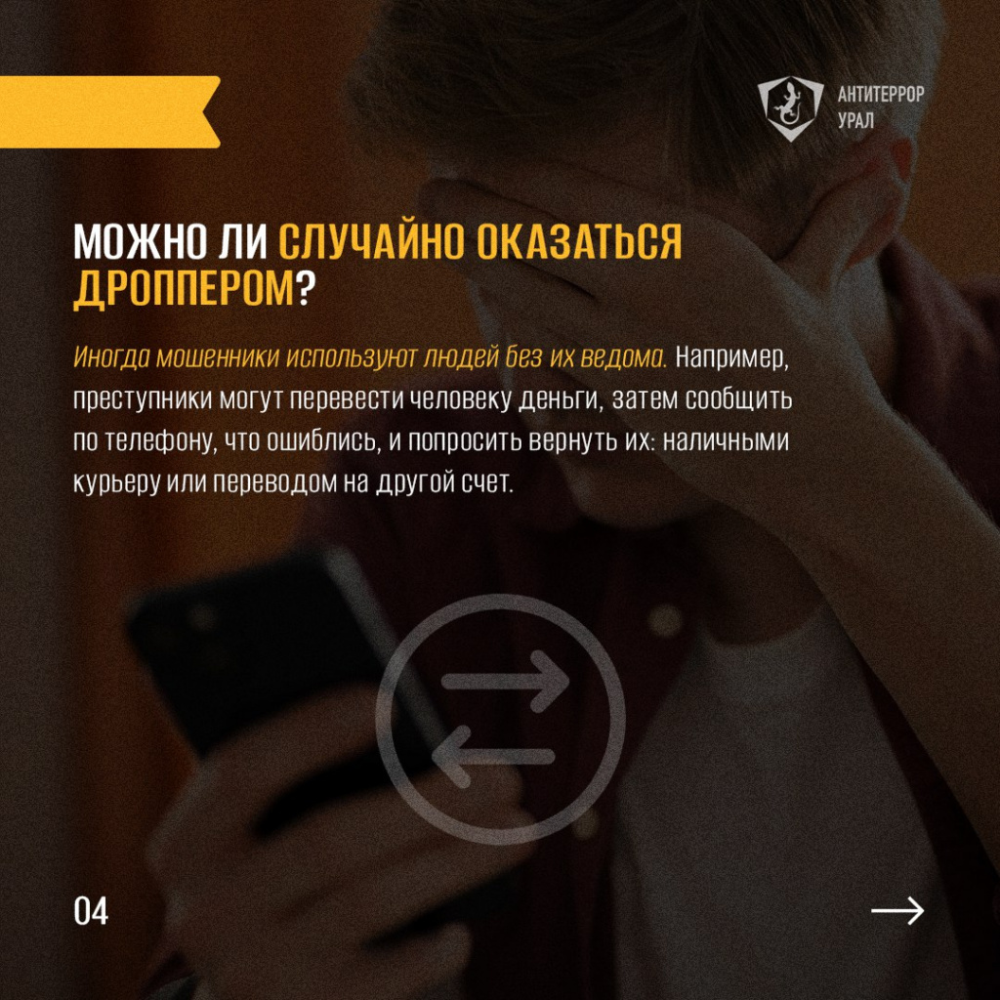 АНТИТЕРРОР
УРАЛ
МОЖНО ЛИ СЛУЧАЙНО ОКАЗАТЬСЯ
ДРОППЕРОМ?
Иногда мошенники используют людей без их ведома. Например,
преступники могут перевести человеку деньги, затем сообщить
по телефону, что ошиблись, и попросить вернуть их: наличными
курьеру или переводом на другой счет.
04